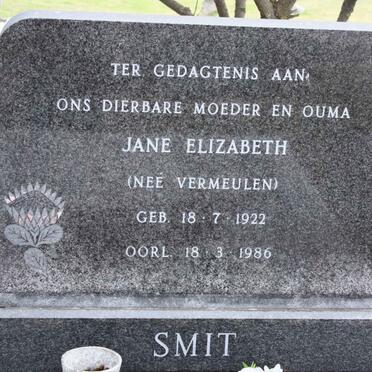 TER GEDAGTENIS AAN:
ONS DIERBARE MOEDER EN OUMA
JANE ELIZABETH
(NEÉ VERMEULEN)
GEB. 18·7·1922
OORL. 18·3·1986
SMIT